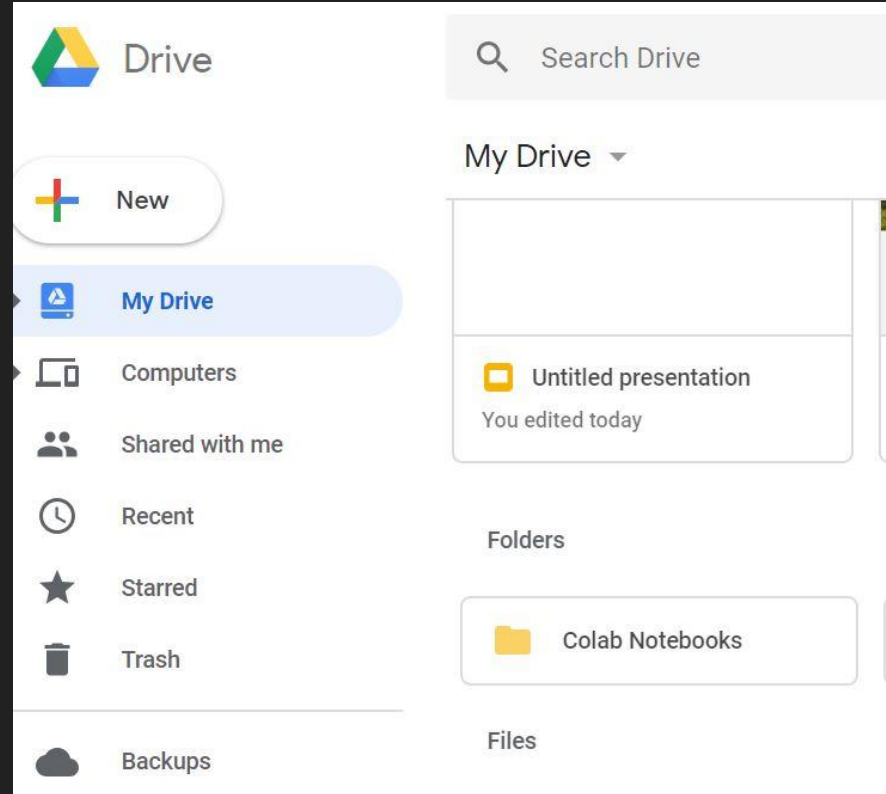 Drive
Search Drive
New
My Drive
Computers
Shared with me
Recent
Starred
Trash
Backups
My Drive
Untitled presentation
You edited today
Folders
Colab Notebooks
Files